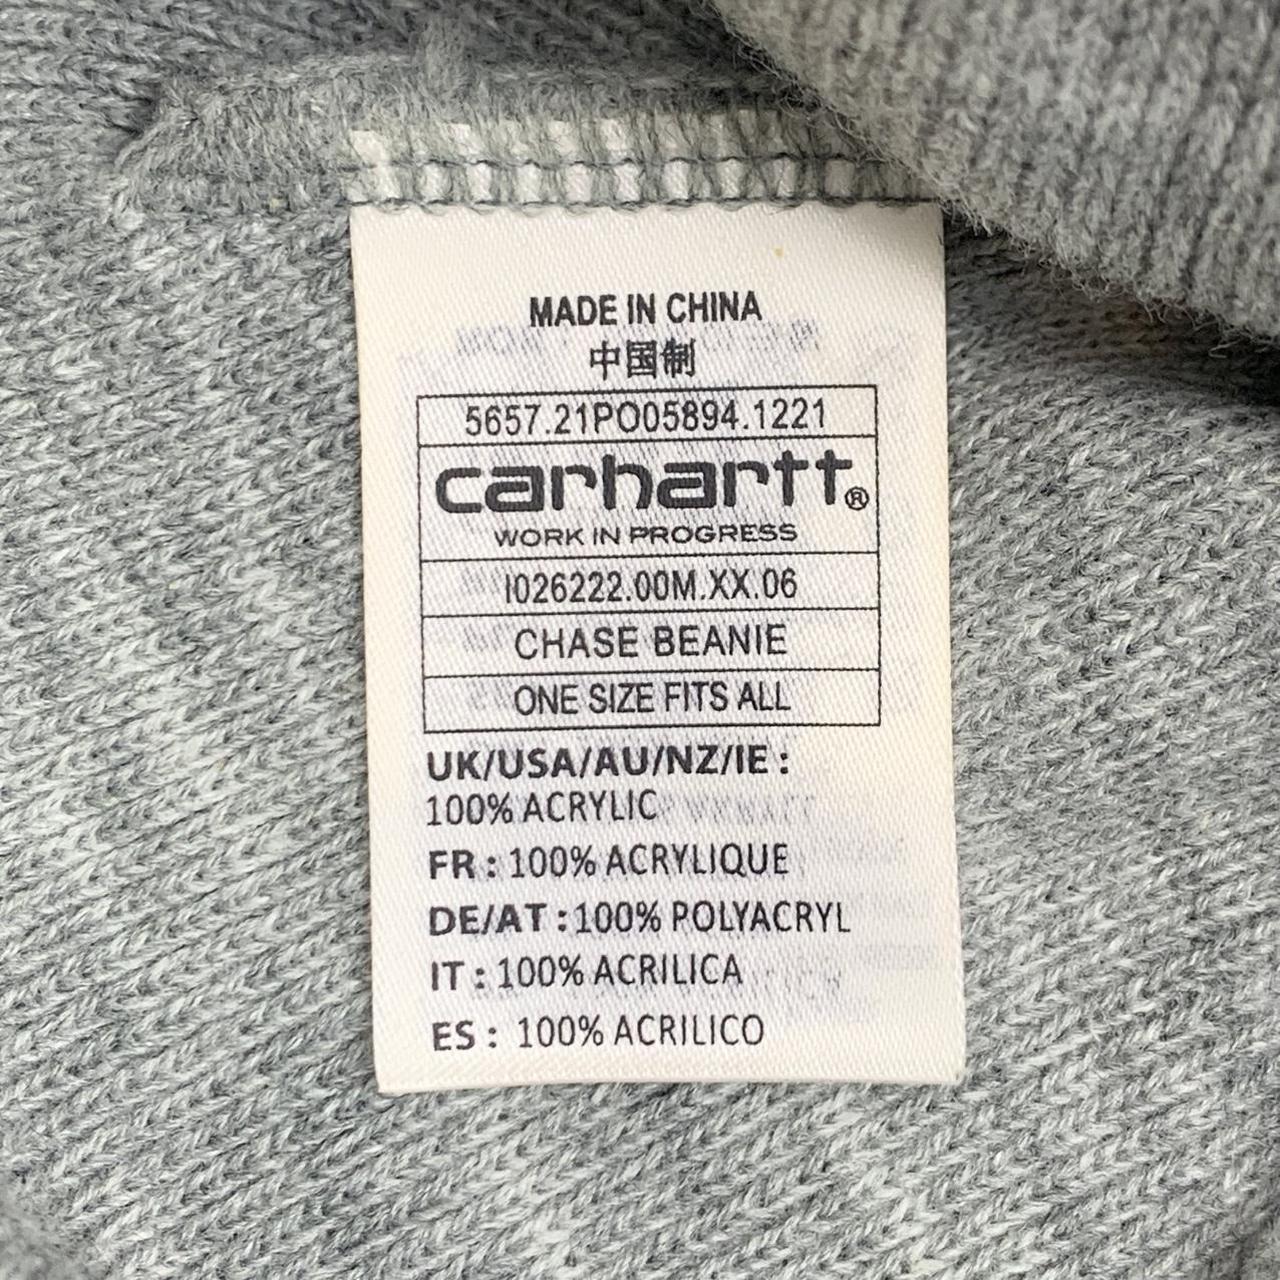 MADE IN CHINA
中国制
5657.21PO05894.1221
carhartt®
WORK IN PROGRESS
I026222.00M.XX.06
CHASE BEANIE
ONE SIZE FITS ALL
UK/USA/AU/NZ/IE :
100% ACRYLIC
FR : 100% ACRYLIQUE
DE/AT : 100% POLYACRYL
IT : 100% ACRILICA
ES : 100% ACRILICO